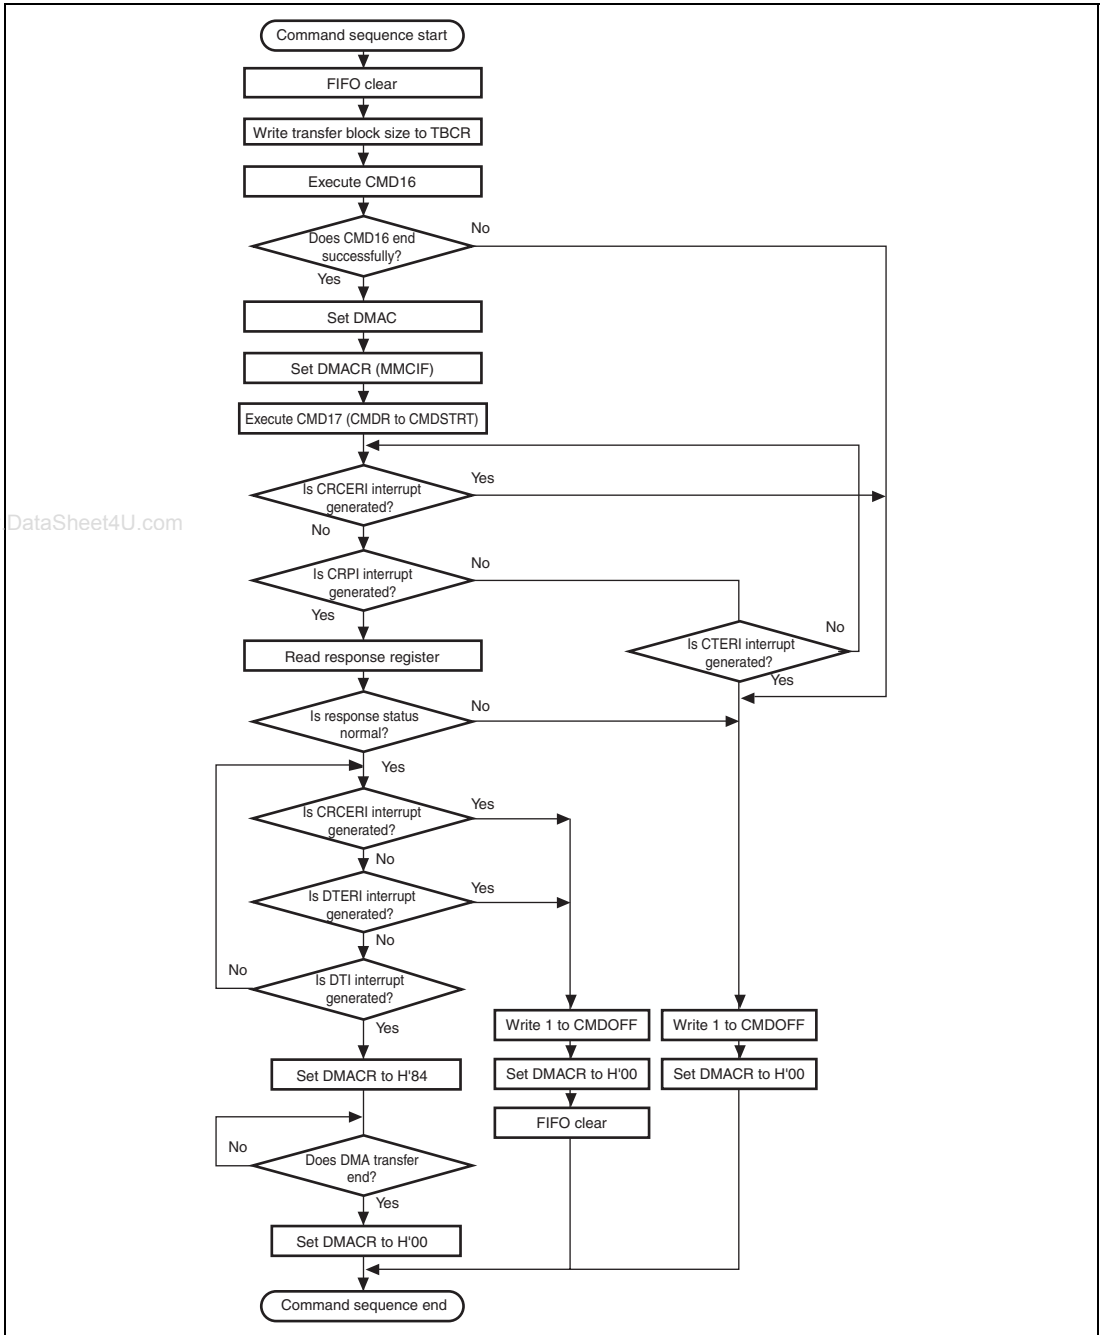 Command sequence start
FIFO clear
Write transfer block size to TBCR
Execute CMD16
Does CMD16 end
successfully?
No
Yes
Set DMAC
Set DMACR (MMCIF)
Execute CMD17 (CMDR to CMDSTRT)
Is CRCERI interrupt
generated?
Yes
DataSheet4U.com
No
Is CRPI interrupt
generated?
No
Yes
Is CTERI interrupt
generated?
No
Yes
Read response register
Is response status
normal?
No
Yes
Is CRCERI interrupt
generated?
Yes
No
Is DTERI interrupt
generated?
Yes
No
Is DTI interrupt
generated?
No
Yes
Write 1 to CMDOFF
Write 1 to CMDOFF
Set DMACR to H'84
Set DMACR to H'00
Set DMACR to H'00
FIFO clear
No
Does DMA transfer
end?
Yes
Set DMACR to H'00
Command sequence end